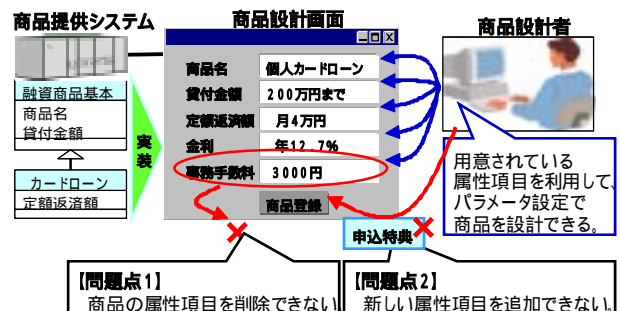 商品提供システム
商品設計画面
商品設計者
融資商品基本
商品名
貸付金額
カードローン
定額返済額
実装
商品名 個人カードローン
貸付金額 200万円まで
定額返済額 月4万円
金利 年12.7%
事務手数料 3000円
商品登録
用意されている
属性項目を利用して、
パラメータ設定で
商品を設計できる。
申込特典
【問題点1】
商品の属性項目を削除できない
【問題点2】
新しい属性項目を追加できない。